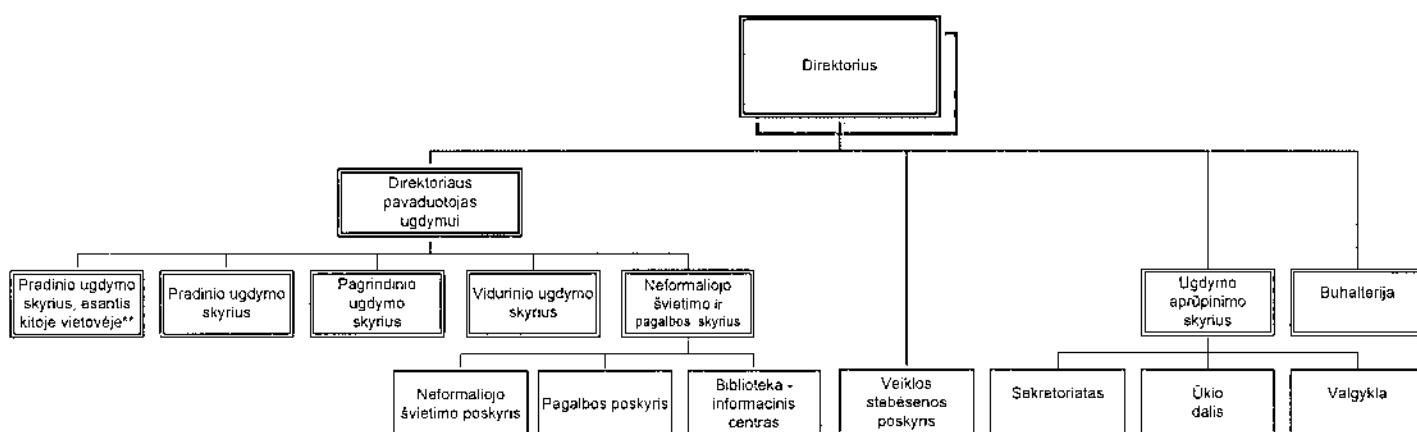 Direktorius
Direktoriaus
pavaduotojas
ugdymui
Pradinio ugdymo
skyrius, esantis
kitoje vietovėje**
Pradinio ugdymo
skyrius
Pagrindinio
ugdymo
skyrius
Vidurinio ugdymo
skyrius
Neformaliojo
švietimo ir
pagalbos skyrius
Ugdymo
aprūpinimo
skyrius
Buhalterija
Neformaliojo
švietimo poskyris
Pagalbos poskyris
Biblioteka -
informacinis
centras
Veiklos
stebėsenos
poskyris
Sekretoriatas
Ūkio
dalis
Valgykla